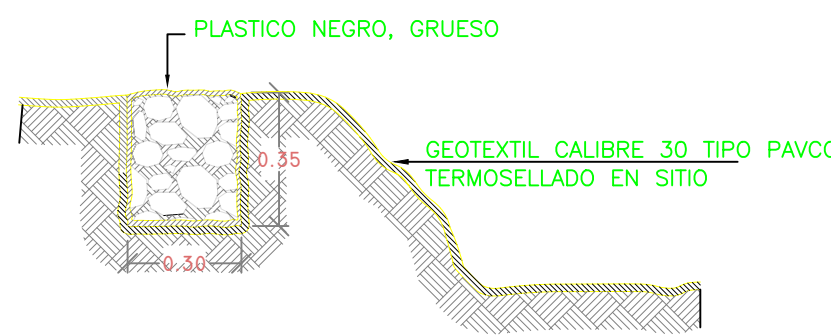 PLASTICO NEGRO, GRUESO
0.35
GEOTEXTIL CALIBRE 30 TIPO PAVCO
TERMOSELLADO EN SITIO
0.30